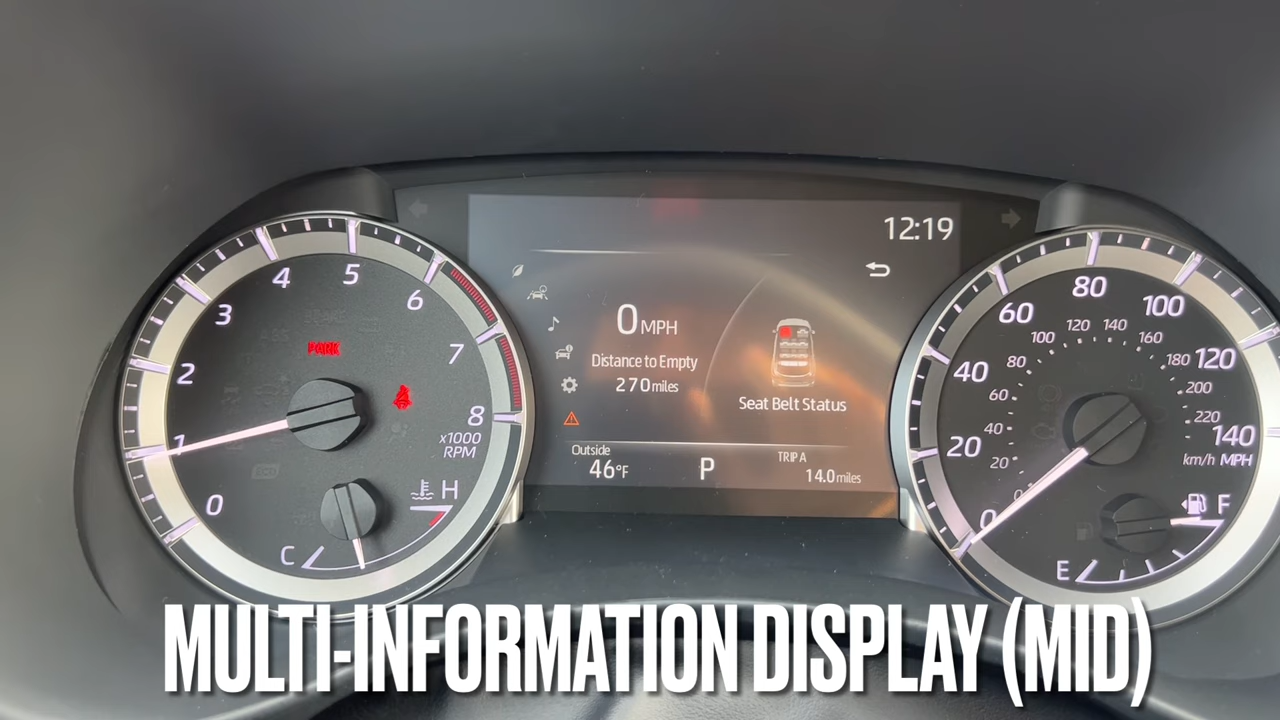 12:19
0 MPH
Distance to Empty
270 miles
Seat Belt Status
Outside
46°F
P
TRIP A
14.0 miles
0
1
2
3
4
5
6
7
8
x1000
RPM
PARK
C
H
0
20
40
60
80
100
120
140
0
20
40
60
80
100
120
140
160
180
200
220
km/h MPH
E
F
MULTI-INFORMATION DISPLAY (MID)